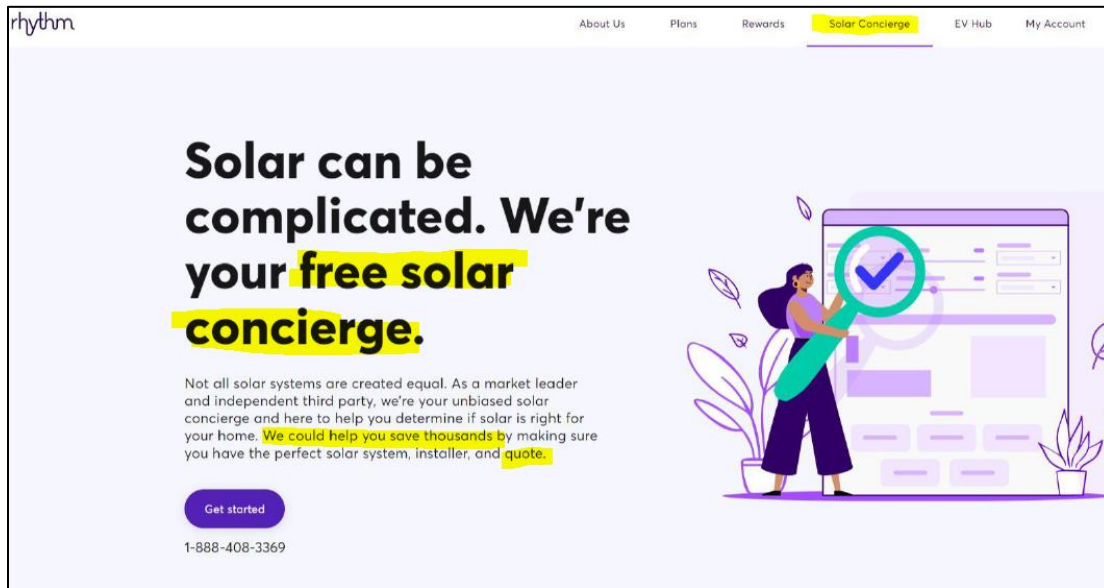 rhythm
About Us Plans Rewards Solar Concierge EV Hub My Account
Solar can be
complicated. We're
your free solar
concierge.
Not all solar systems are created equal. As a market leader
and independent third party, we're your unbiased solar
concierge and here to help you determine if solar is right for
your home. We could help you save thousands by making sure
you have the perfect solar system, installer, and quote.
Get started
1-888-408-3369